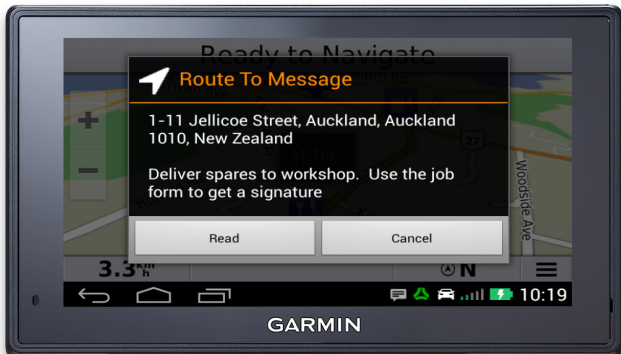 Ready to Navigate
Route To Message
1-11 Jellicoe Street, Auckland, Auckland
1010, New Zealand
27
Deliver spares to workshop.  Use the job
form to get a signature
Woodside Ave
Read
Cancel
3.3 km/h
N
10:19
GARMIN